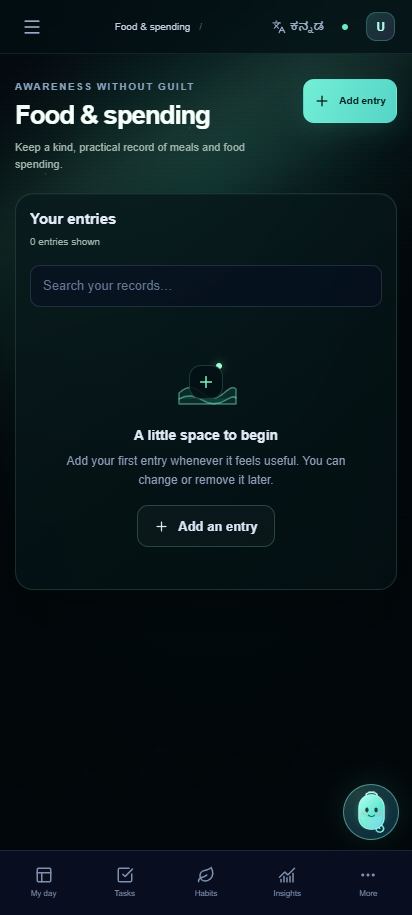 Food & spending /
ಕನ್ನಡ
U
AWARENESS WITHOUT GUILT
Food & spending
Add entry
Keep a kind, practical record of meals and food
spending.
Your entries
0 entries shown
Search your records...
A little space to begin
Add your first entry whenever it feels useful. You can
change or remove it later.
Add an entry
My day
Tasks
Habits
Insights
More